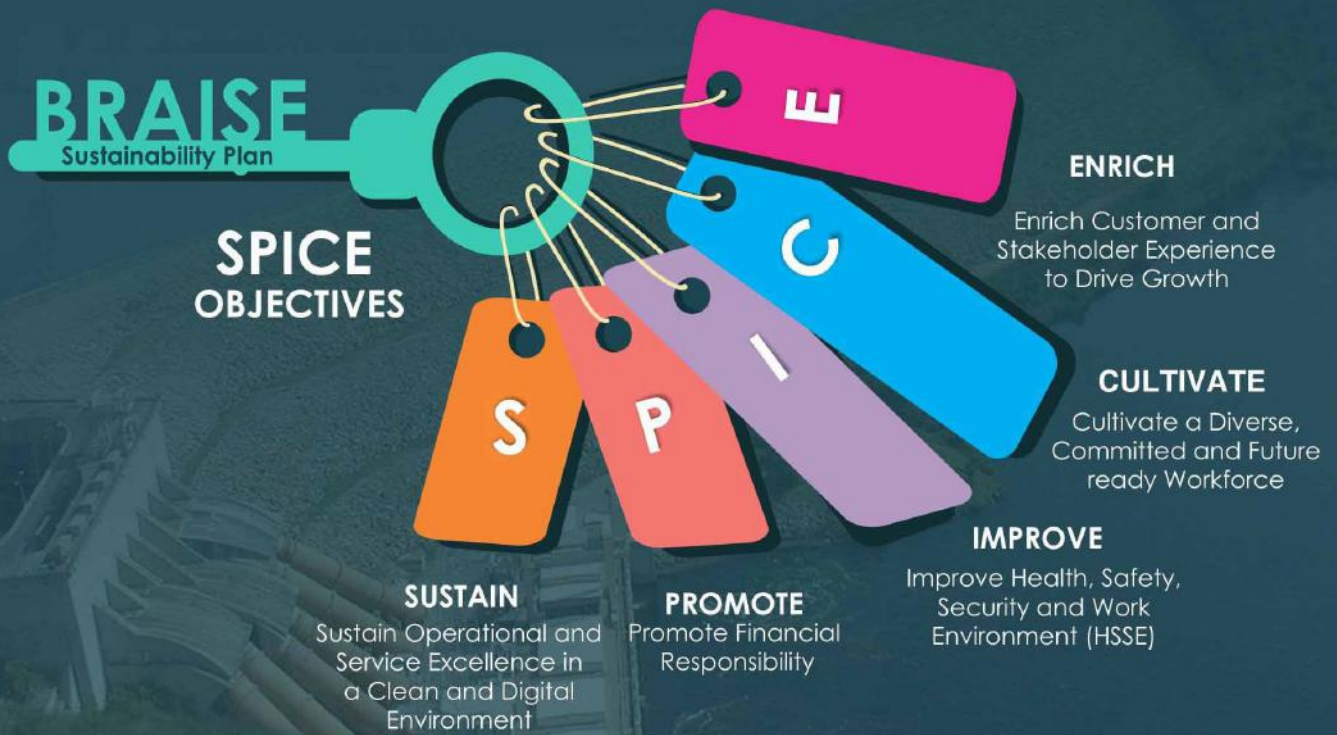 BRAISE
Sustainability Plan
SPICE
OBJECTIVES
S
P
I
C
E
ENRICH
Enrich Customer and
Stakeholder Experience
to Drive Growth
CULTIVATE
Cultivate a Diverse,
Committed and Future
ready Workforce
IMPROVE
Improve Health, Safety,
Security and Work
Environment (HSSE)
PROMOTE
Promote Financial
Responsibility
SUSTAIN
Sustain Operational and
Service Excellence in
a Clean and Digital
Environment